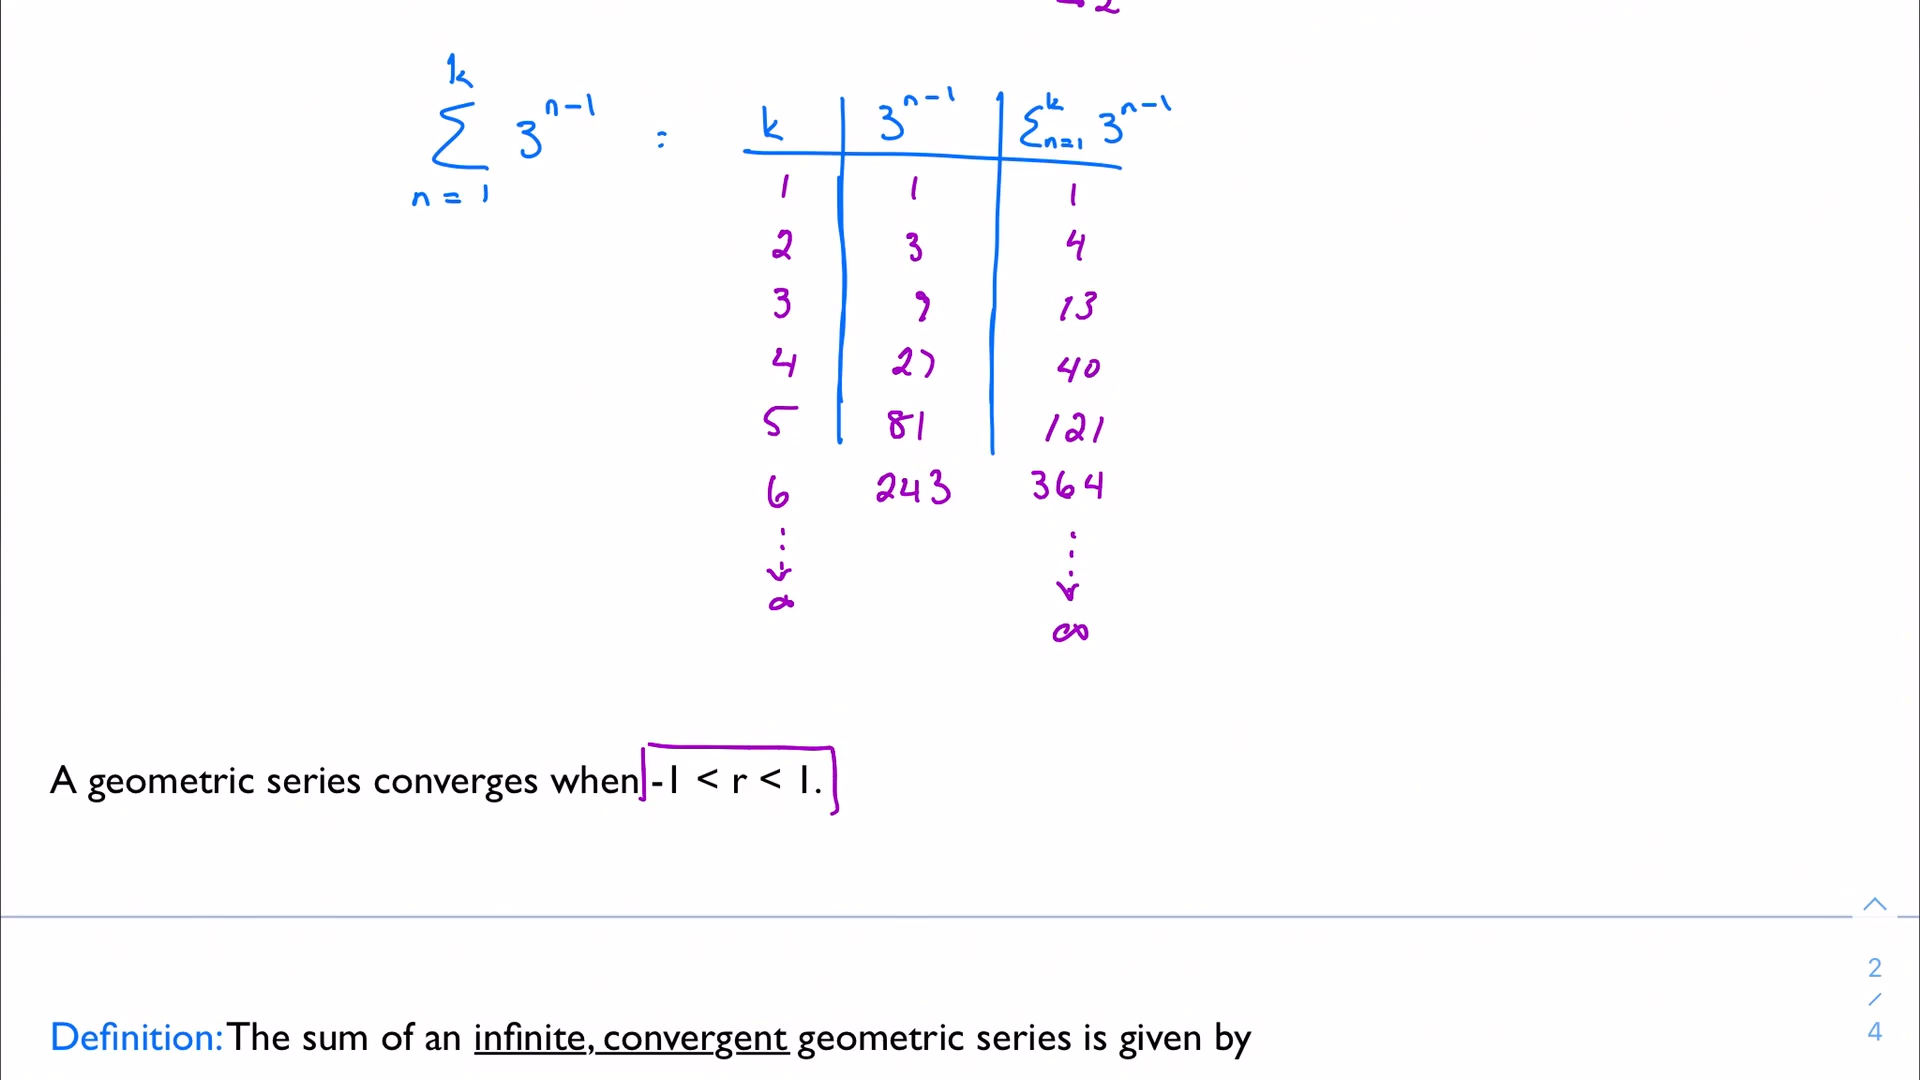 → 2
k
∑ 3^{n-1} :
n = 1
k | 3^{n-1} | Σ_{n=1}^{k} 3^{n-1}
1 1 1
2 3 4
3 9 13
4 27 40
5 81 121
6 243 364
∞ ∞
A geometric series converges when -1 < r < 1.
2
/
4
Definition: The sum of an infinite, convergent geometric series is given by